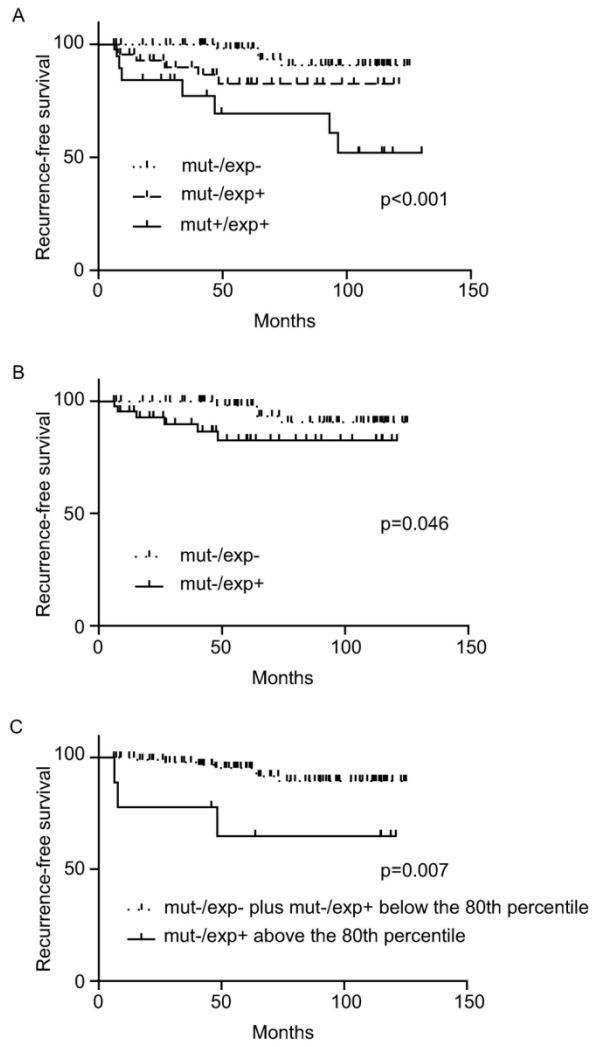 A
Recurrence-free survival
100
50
0
mut-/exp-
mut-/exp+
mut+/exp+
p<0.001
0
50
100
150
Months
B
Recurrence-free survival
100
50
0
p=0.046
mut-/exp-
mut-/exp+
0
50
100
150
Months
C
Recurrence-free survival
100
50
0
p=0.007
mut-/exp- plus mut-/exp+ below the 80th percentile
mut-/exp+ above the 80th percentile
0
50
100
150
Months